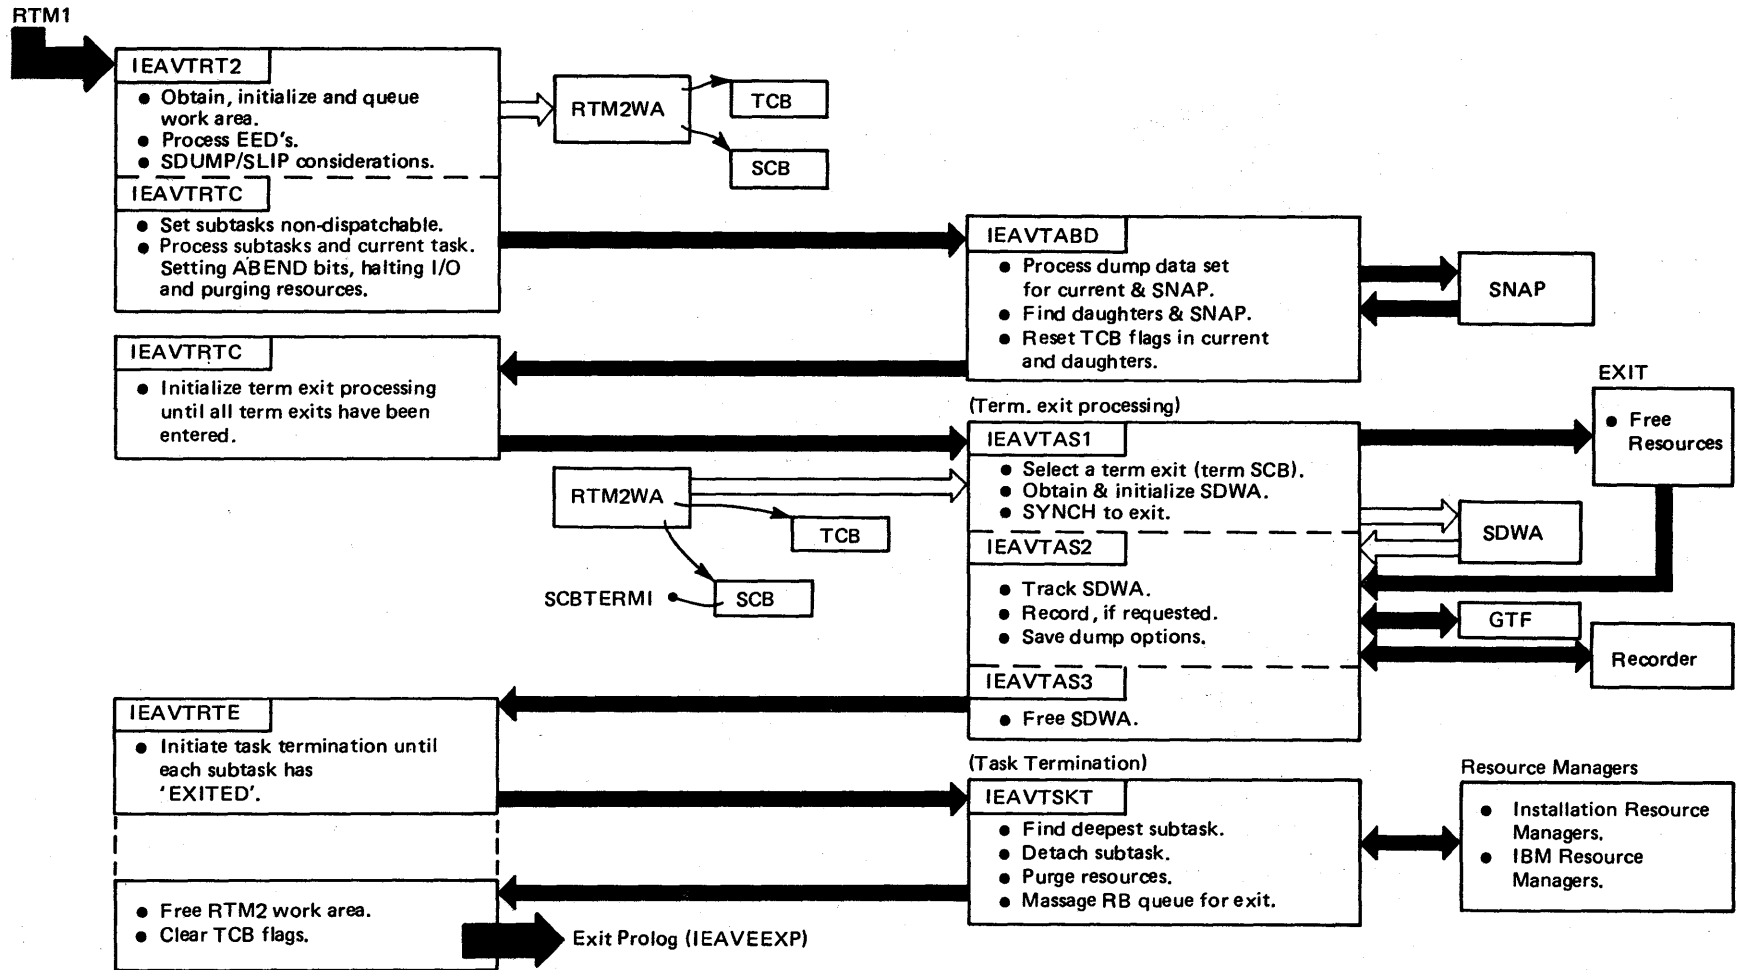 RTM1
IEAVTRT2
● Obtain, initialize and queue
work area.
● Process EED's.
● SDUMP/SLIP considerations.
RTM2WA
TCB
SCB
IEAVTRTC
● Set subtasks non-dispatchable.
● Process subtasks and current task.
Setting ABEND bits, halting I/O
and purging resources.
IEAVTABD
● Process dump data set
for current & SNAP.
● Find daughters & SNAP.
● Reset TCB flags in current
and daughters.
SNAP
IEAVTRTC
● Initialize term exit processing
until all term exits have been
entered.
(Term. exit processing)
IEAVTAS1
● Select a term exit (term SCB).
● Obtain & initialize SDWA.
● SYNCH to exit.
EXIT
● Free
Resources
RTM2WA
TCB
SCBTERMI
SCB
IEAVTAS2
● Track SDWA.
● Record, if requested.
● Save dump options.
SDWA
GTF
Recorder
IEAVTAS3
● Free SDWA.
IEAVTRTE
● Initiate task termination until
each subtask has
'EXITED'.
(Task Termination)
IEAVTSKT
● Find deepest subtask.
● Detach subtask.
● Purge resources.
● Massage RB queue for exit.
Resource Managers
● Installation Resource
Managers.
● IBM Resource
Managers.
● Free RTM2 work area.
● Clear TCB flags.
Exit Prolog (IEAVEEXP)